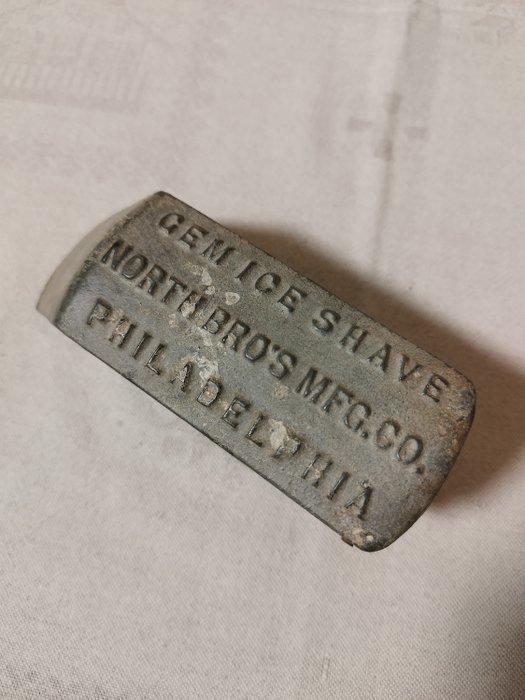 GEM ICE SHAVE
NORTH BRO'S MFG. CO.
PHILADELPHIA